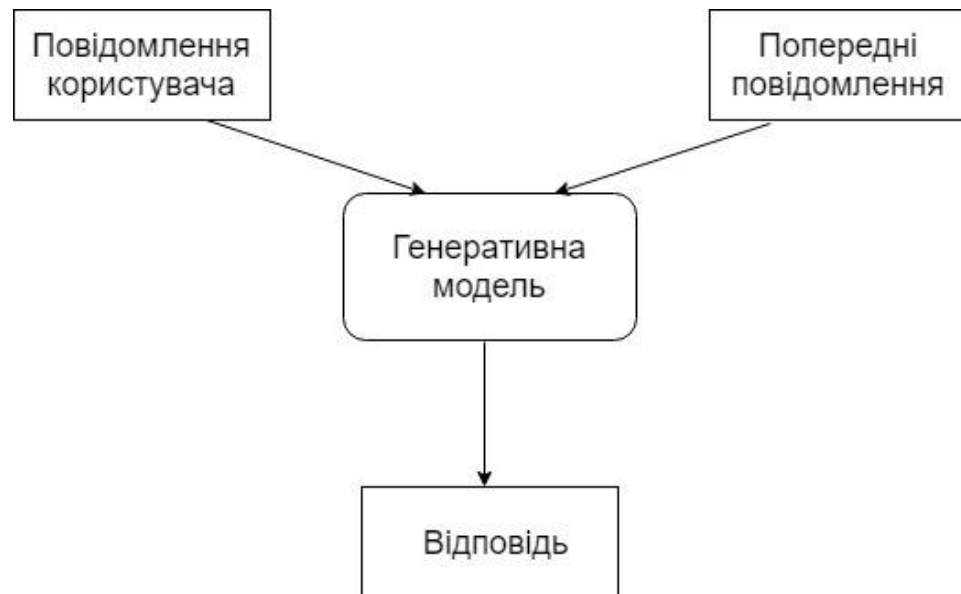 Повідомлення
користувача
Попередні
повідомлення
Генеративна
модель
Відповідь